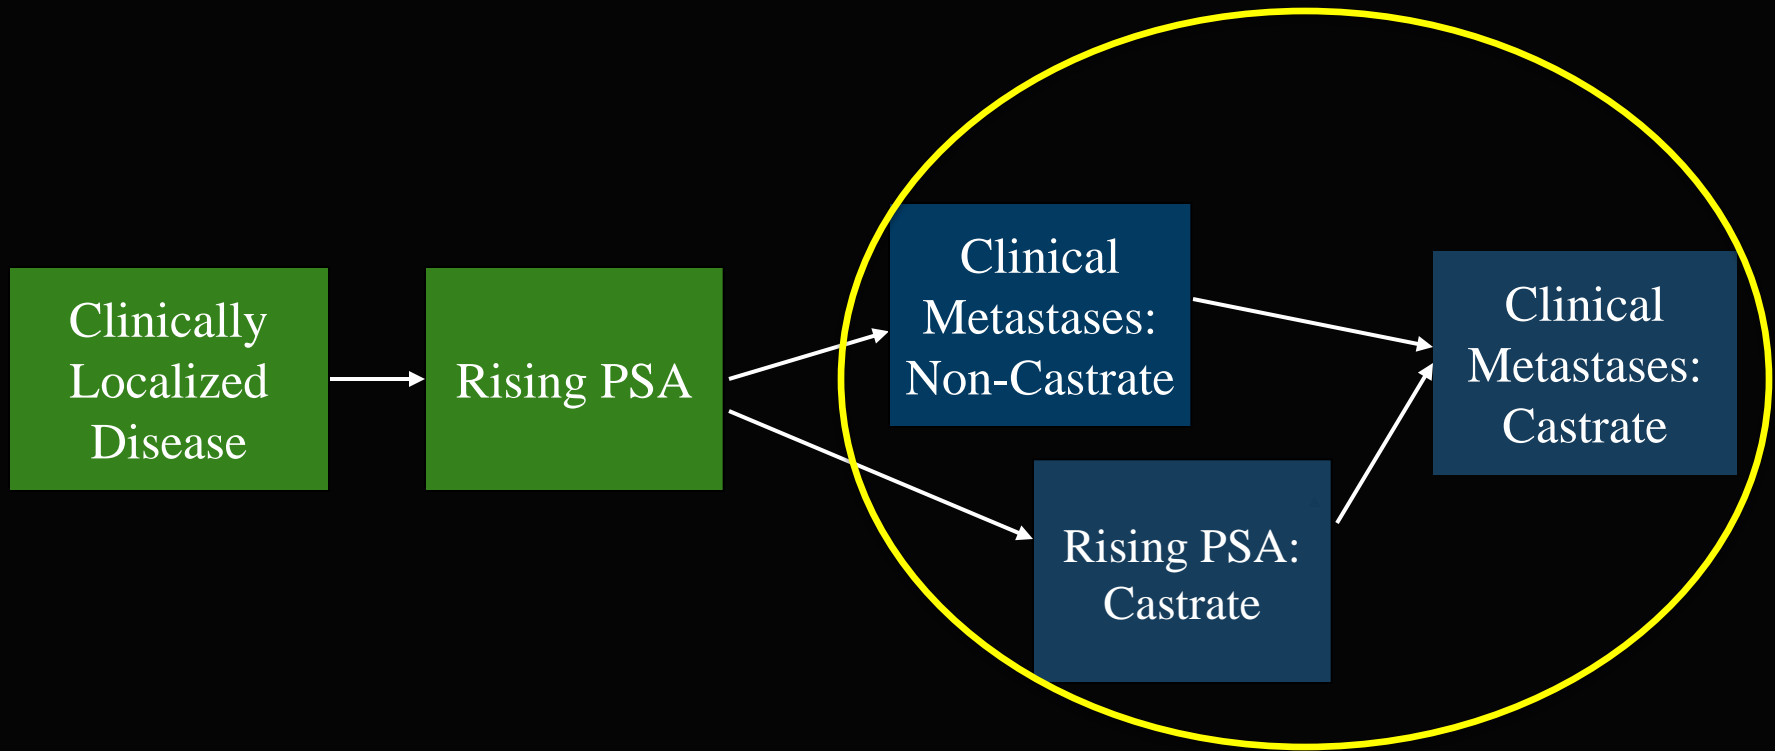 Clinically
Localized
Disease
Rising PSA
Clinical
Metastases:
Non-Castrate
Rising PSA:
Castrate
Clinical
Metastases:
Castrate